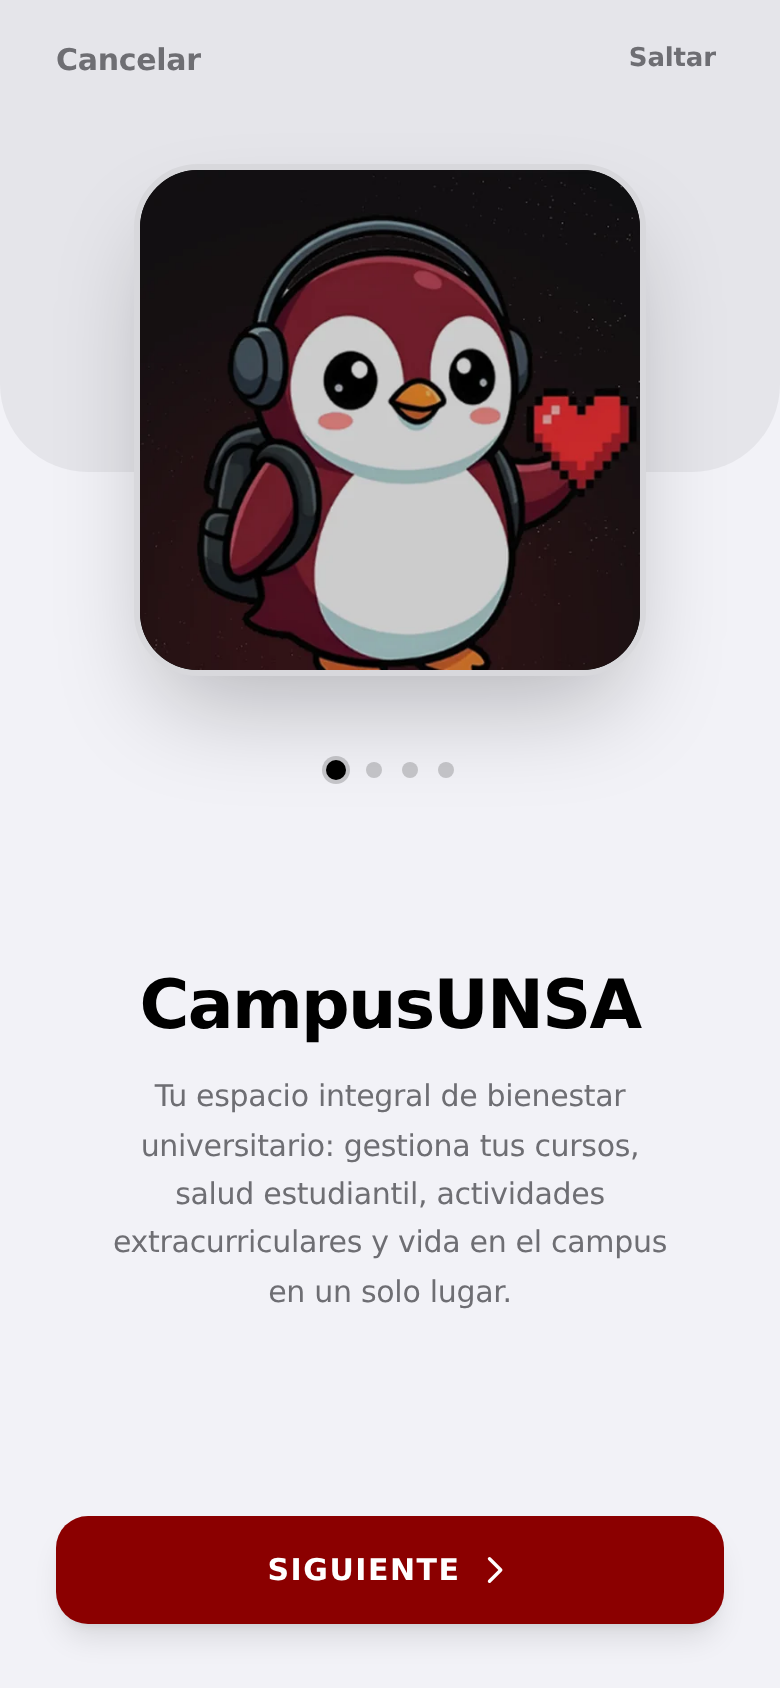 Cancelar
Saltar
CampusUNSA
Tu espacio integral de bienestar
universitario: gestiona tus cursos,
salud estudiantil, actividades
extracurriculares y vida en el campus
en un solo lugar.
SIGUIENTE